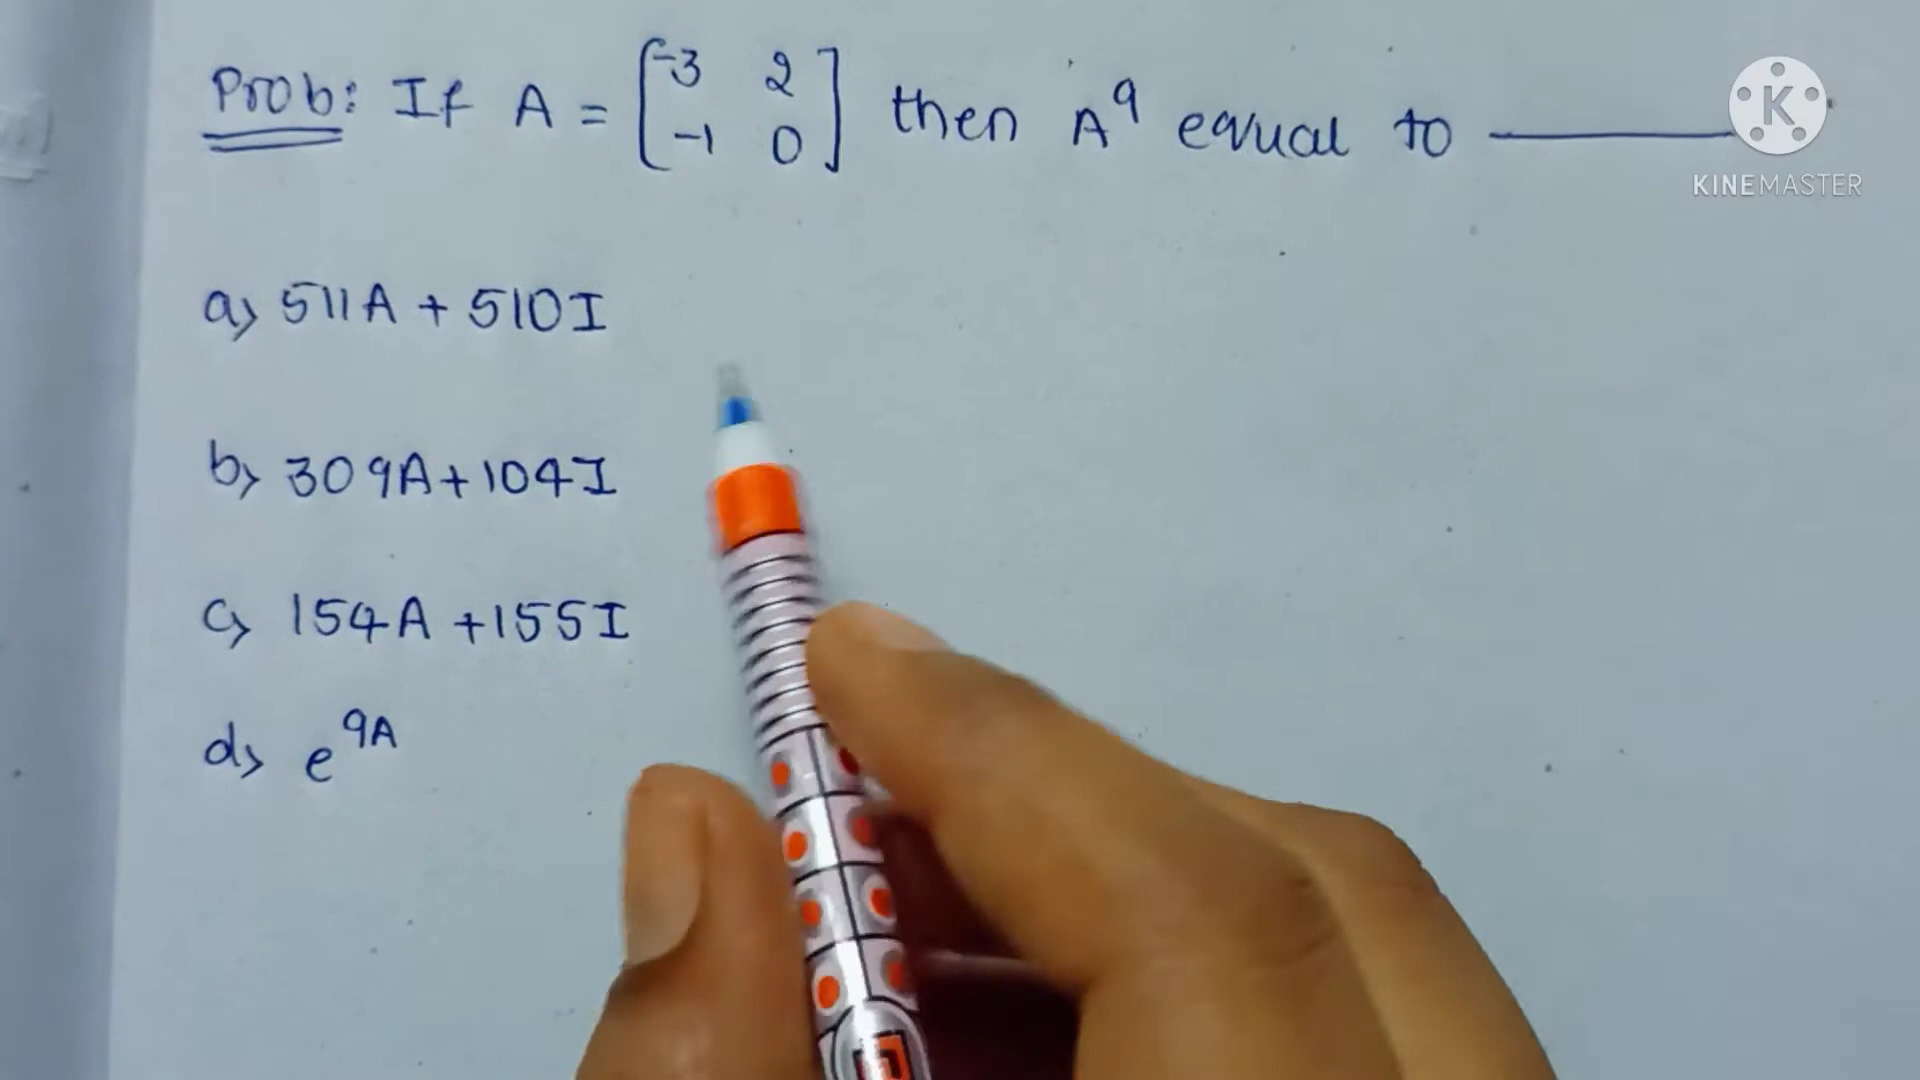 Prob: If A = [-3 2 -1 0] then A^9 equal to ______
K
KINEMASTER
a) 511A + 510I
b) 309A+104I
c) 154A +155I
d) e^9A